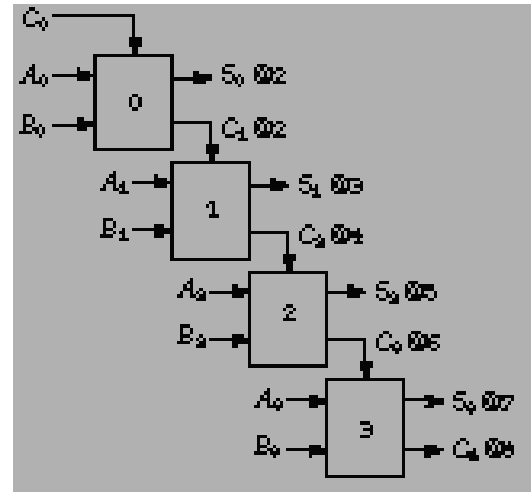 C₀
A₀
S₀ @2
0
B₀
C₁ @2
A₁
S₁ @3
1
B₁
C₂ @4
A₂
S₂ @5
2
B₂
C₃ @6
A₃
S₃ @7
3
B₃
C₄ @8